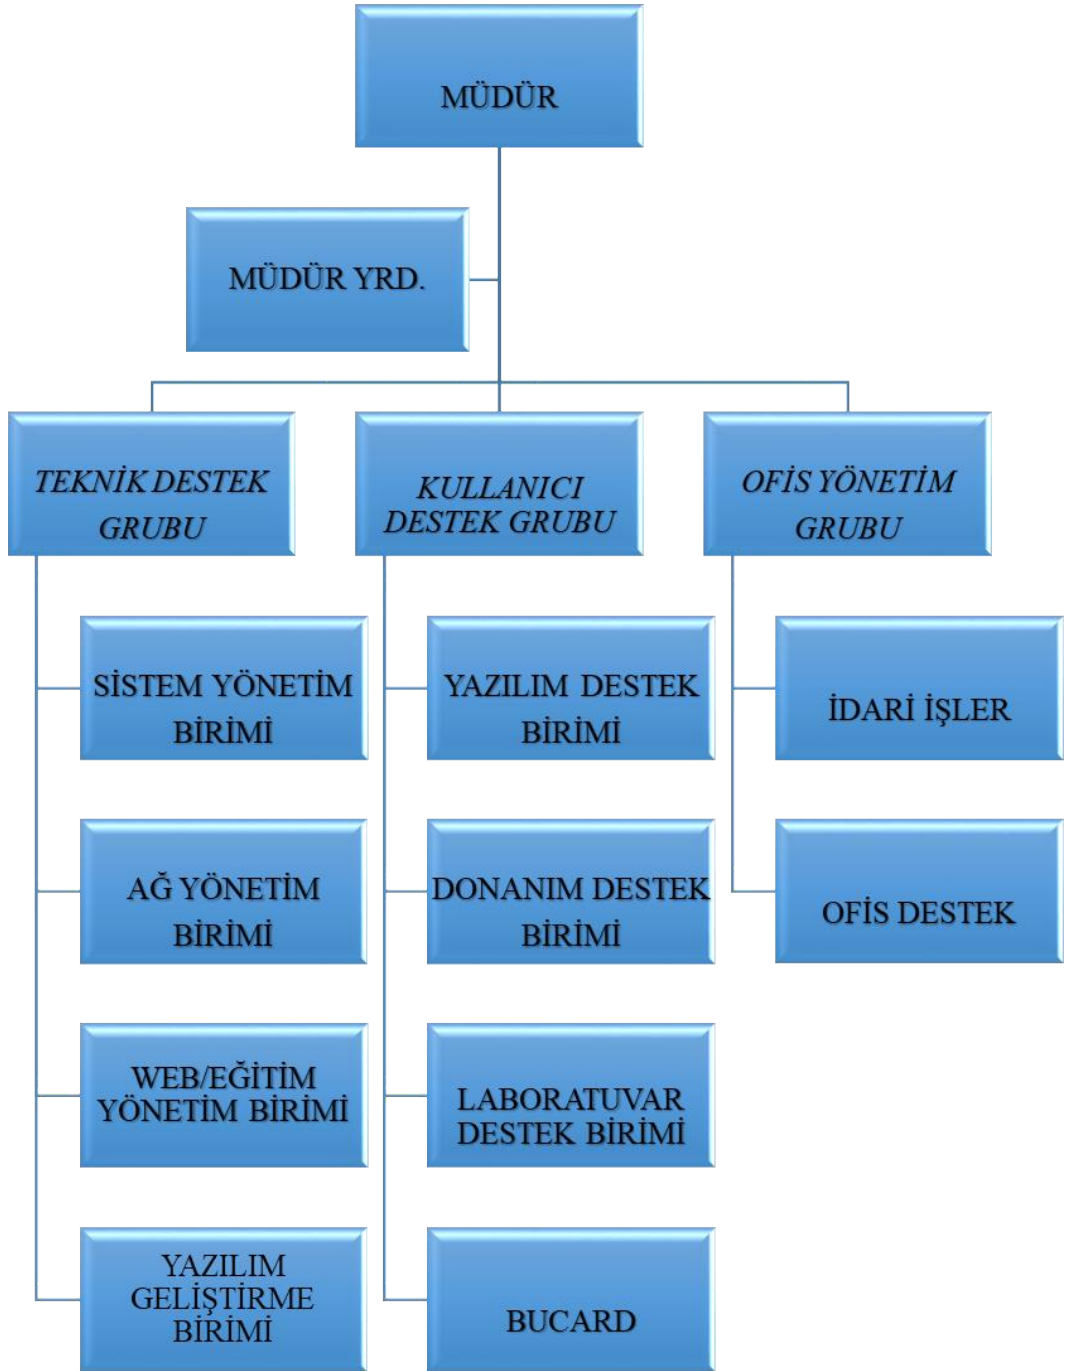 MÜDÜR
MÜDÜR YRD.
TEKNİK DESTEK
GRUBU
KULLANICI
DESTEK GRUBU
OFİS YÖNETİM
GRUBU
SİSTEM YÖNETİM
BİRİMİ
YAZILIM DESTEK
BİRİMİ
İDARİ İŞLER
AĞ YÖNETİM
BİRİMİ
DONANIM DESTEK
BİRİMİ
OFİS DESTEK
WEB/EĞİTİM
YÖNETİM BİRİMİ
LABORATUVAR
DESTEK BİRİMİ
YAZILIM
GELİŞTİRME
BİRİMİ
BUCARD